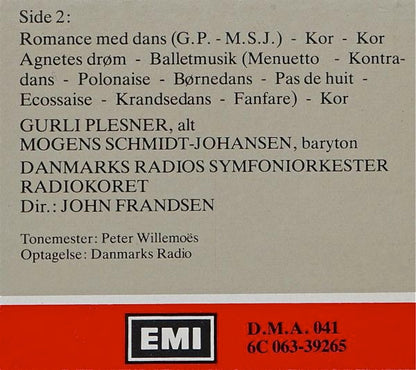 Side 2:
Romance med dans (G.P. - M.S.J.) - Kor - Kor
Agnetes drøm - Balletmusik (Menuetto - Kontra-
dans - Polonaise - Børnedans - Pas de huit -
Ecossaise - Krandsedans - Fanfare) - Kor
GURLI PLESNER, alt
MOGENS SCHMIDT-JOHANSEN, baryton
DANMARKS RADIOS SYMFONIORKESTER
RADIOKORET
Dir.: JOHN FRANDSEN
Tonemester: Peter Willemoës
Optagelse: Danmarks Radio
EMI
D.M.A. 041
6C 063-39265